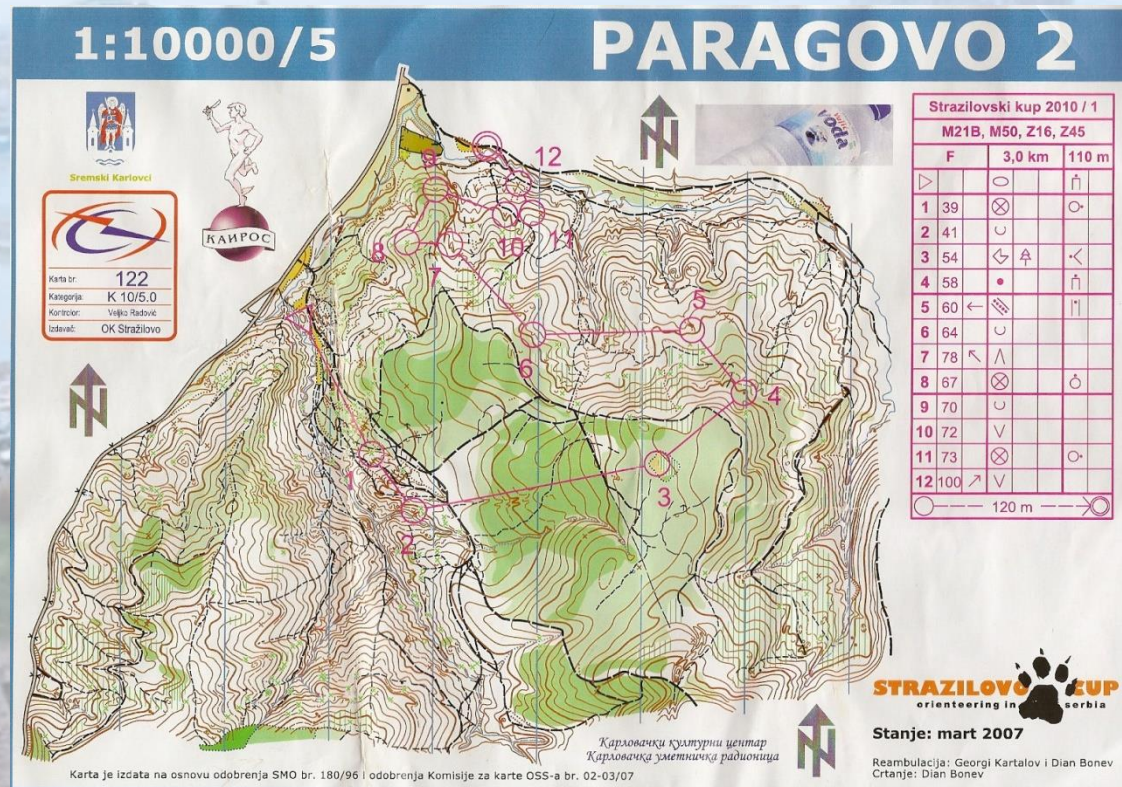 1:10000/5
PARAGOVO 2
Sremski Karlovci
КАИРОС
Karta br. 122
Kategorija: K 10/5.0
Kontrolor: Veljko Radović
Izdavač: OK Stražilovo
Voda
Strazilovski kup 2010 / 1
M21B, M50, Z16, Z45
F 3,0 km 110 m
1 39
2 41
3 54
4 58
5 60
6 64
7 78
8 67
9 70
10 72
11 73
12 100
120 m
9
12
8
7
10
11
5
6
4
1
3
2
N
N
N
STRAZILOVO CUP
orienteering in serbia
Stanje: mart 2007
Карловачки културни центар
Карловачка уметничка радионица
Reambulacija: Georgi Kartalov i Dian Bonev
Crtanje: Dian Bonev
Karta je izdata na osnovu odobrenja SMO br. 180/96 i odobrenja Komisije za karte OSS-a br. 02-03/07